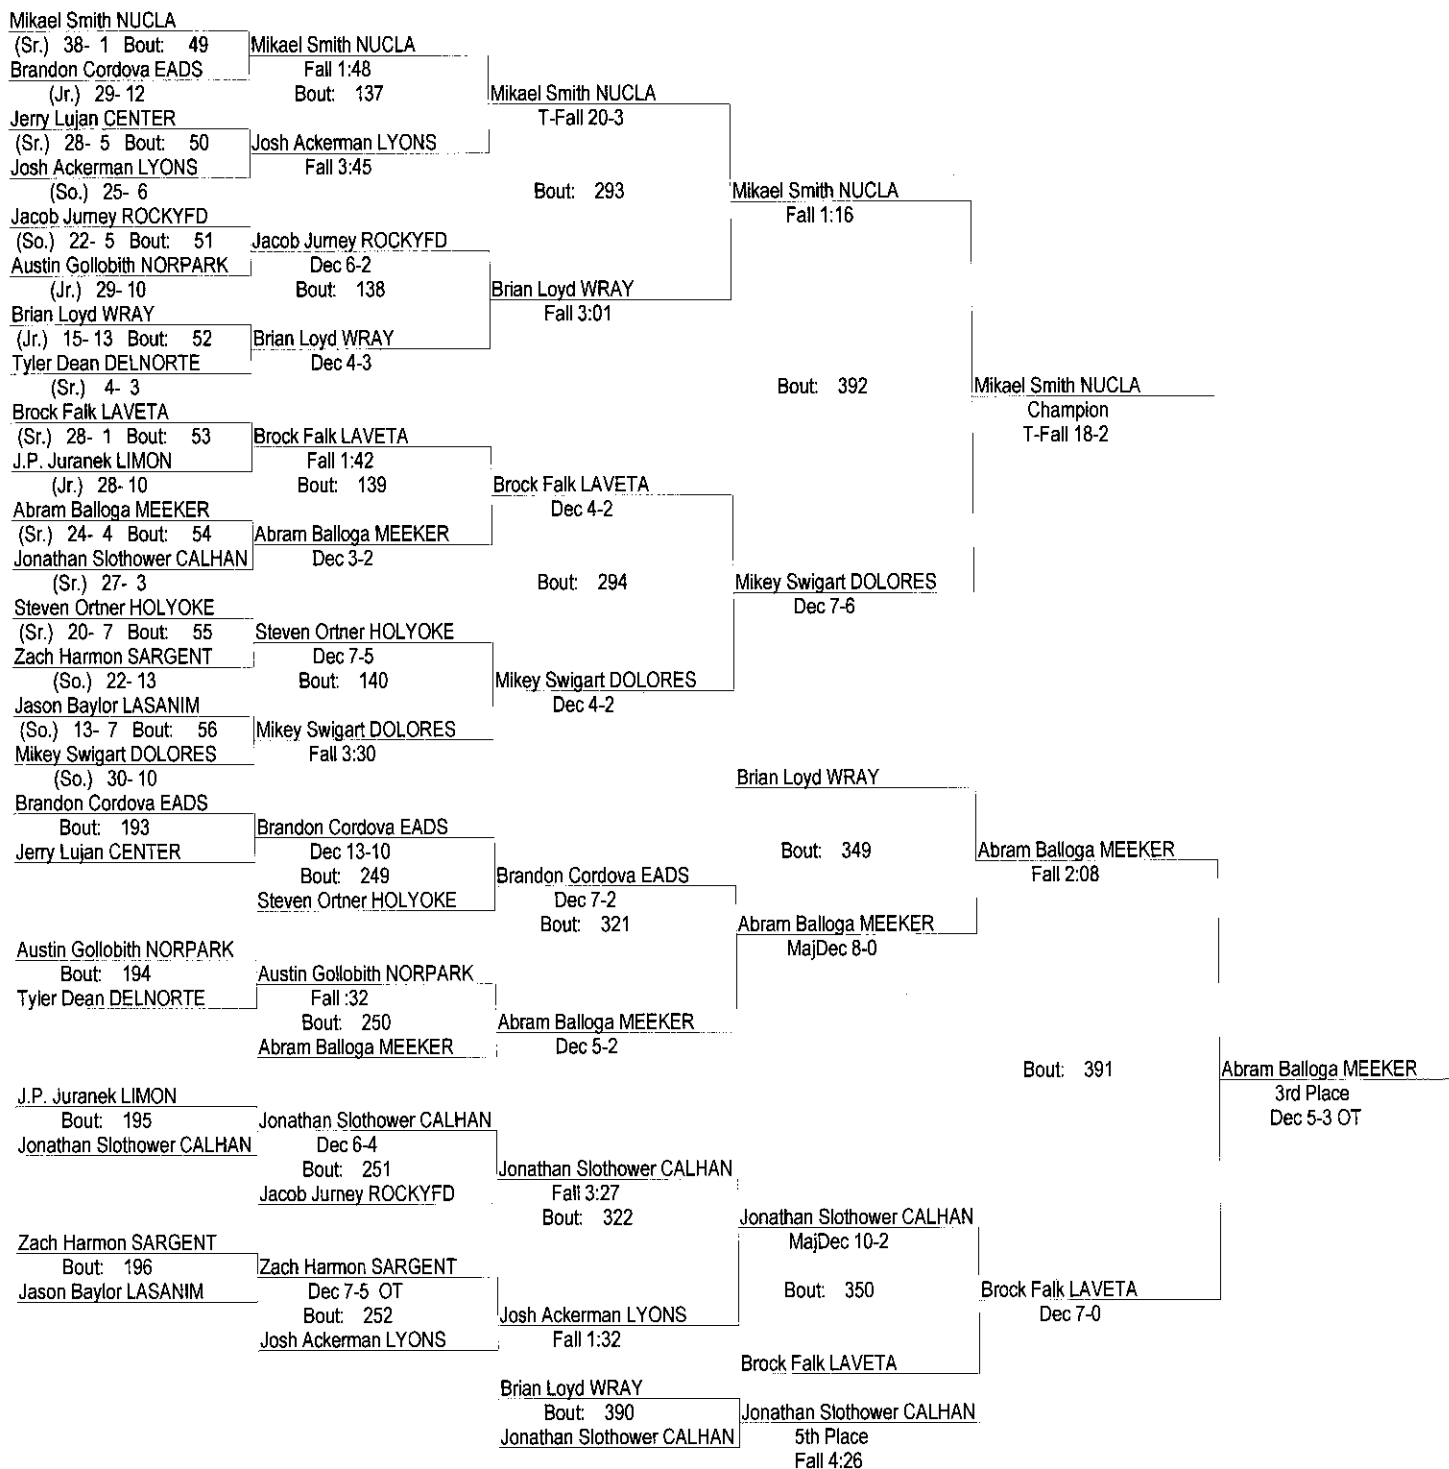 Mikael Smith NUCLA
(Sr.) 38- 1 Bout: 49
Brandon Cordova EADS
(Jr.) 29- 12
Jerry Lujan CENTER
(Sr.) 28- 5 Bout: 50
Josh Ackerman LYONS
(So.) 25- 6
Jacob Jurney ROCKYFD
(So.) 22- 5 Bout: 51
Austin Gollobith NORPARK
(Jr.) 29- 10
Brian Loyd WRAY
(Jr.) 15- 13 Bout: 52
Tyler Dean DELNORTE
(Sr.) 4- 3
Brock Falk LAVETA
(Sr.) 28- 1 Bout: 53
J.P. Juranek LIMON
(Jr.) 28- 10
Abram Balloga MEEKER
(Sr.) 24- 4 Bout: 54
Jonathan Slothower CALHAN
(Sr.) 27- 3
Steven Ortner HOLYOKE
(Sr.) 20- 7 Bout: 55
Zach Harmon SARGENT
(So.) 22- 13
Jason Baylor LASANIM
(So.) 13- 7 Bout: 56
Mikey Swigart DOLORES
(So.) 30- 10
Mikael Smith NUCLA
Fall 1:48
Bout: 137
Josh Ackerman LYONS
Fall 3:45
Jacob Jurney ROCKYFD
Dec 6-2
Bout: 138
Brian Loyd WRAY
Dec 4-3
Brock Falk LAVETA
Fall 1:42
Bout: 139
Abram Balloga MEEKER
Dec 3-2
Steven Ortner HOLYOKE
Dec 7-5
Bout: 140
Mikey Swigart DOLORES
Fall 3:30
Mikael Smith NUCLA
T-Fall 20-3
Bout: 293
Brian Loyd WRAY
Fall 3:01
Brock Falk LAVETA
Dec 4-2
Bout: 294
Mikey Swigart DOLORES
Dec 4-2
Mikael Smith NUCLA
Fall 1:16
Bout: 392
Mikey Swigart DOLORES
Dec 7-6
Mikael Smith NUCLA
Champion
T-Fall 18-2
Brandon Cordova EADS
Bout: 193
Jerry Lujan CENTER
Austin Gollobith NORPARK
Bout: 194
Tyler Dean DELNORTE
J.P. Juranek LIMON
Bout: 195
Jonathan Slothower CALHAN
Zach Harmon SARGENT
Bout: 196
Jason Baylor LASANIM
Brandon Cordova EADS
Dec 13-10
Bout: 249
Steven Ortner HOLYOKE
Austin Gollobith NORPARK
Fall :32
Bout: 250
Abram Balloga MEEKER
Jonathan Slothower CALHAN
Dec 6-4
Bout: 251
Jacob Jurney ROCKYFD
Zach Harmon SARGENT
Dec 7-5 OT
Bout: 252
Josh Ackerman LYONS
Brandon Cordova EADS
Dec 7-2
Bout: 321
Abram Balloga MEEKER
Dec 5-2
Jonathan Slothower CALHAN
Fall 3:27
Bout: 322
Josh Ackerman LYONS
Fall 1:32
Brian Loyd WRAY
Bout: 349
Abram Balloga MEEKER
MajDec 8-0
Jonathan Slothower CALHAN
MajDec 10-2
Bout: 350
Brock Falk LAVETA
Abram Balloga MEEKER
Fall 2:08
Bout: 391
Brock Falk LAVETA
Dec 7-0
Abram Balloga MEEKER
3rd Place
Dec 5-3 OT
Brian Loyd WRAY
Bout: 390
Jonathan Slothower CALHAN
Jonathan Slothower CALHAN
5th Place
Fall 4:26